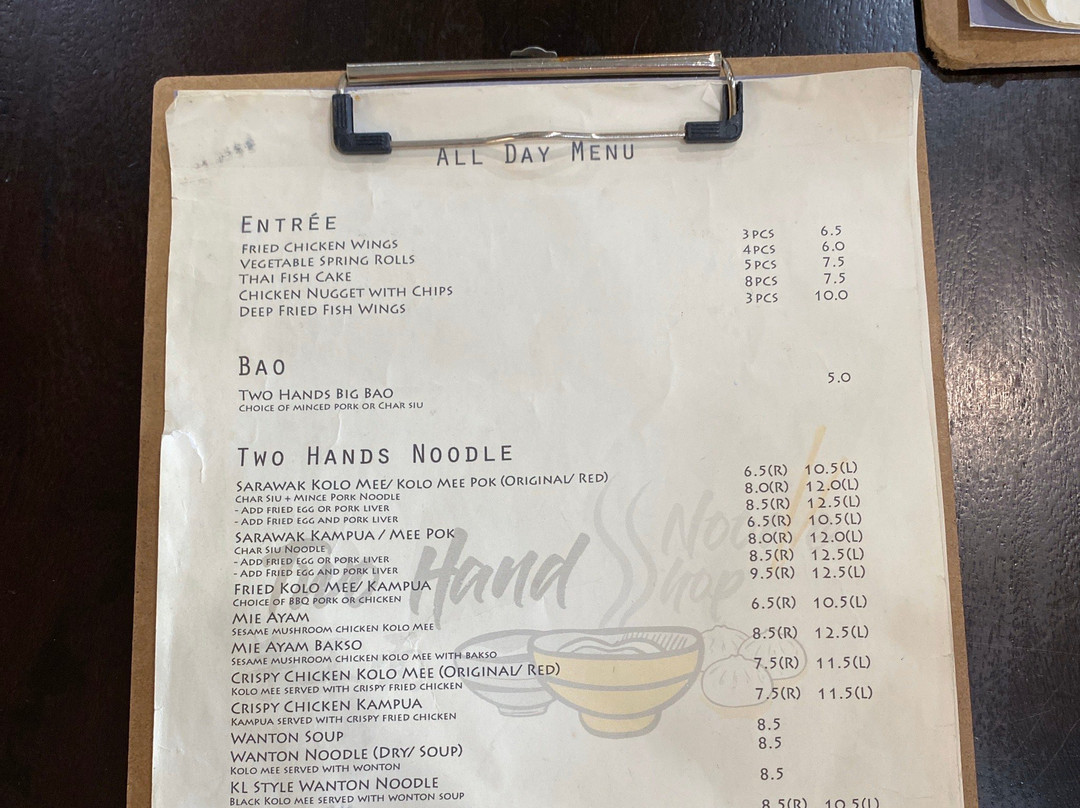 ALL DAY MENU
ENTRÉE
FRIED CHICKEN WINGS 3 PCS 6.5
VEGETABLE SPRING ROLLS 4PCS 6.0
THAI FISH CAKE 5PCS 7.5
CHICKEN NUGGET WITH CHIPS 8PCS 7.5
DEEP FRIED FISH WINGS 3 PCS 10.0
BAO
TWO HANDS BIG BAO 5.0
CHOICE OF MINCED PORK OR CHAR SIU
TWO HANDS NOODLE
SARAWAK KOLO MEE/ KOLO MEE POK (ORIGINAL/ RED) 6.5(R) 10.5(L)
CHAR SIU + MINCE PORK NOODLE
- ADD FRIED EGG OR PORK LIVER 8.0(R) 12.0(L)
- ADD FRIED EGG AND PORK LIVER 8.5(R) 12.5(L)
SARAWAK KAMPUA / MEE POK 6.5(R) 10.5(L)
CHAR SIU NOODLE
- ADD FRIED EGG OR PORK LIVER 8.0(R) 12.0(L)
- ADD FRIED EGG AND PORK LIVER 8.5(R) 12.5(L)
FRIED KOLO MEE/ KAMPUA 9.5(R) 12.5(L)
CHOICE OF BBQ PORK OR CHICKEN
MIE AYAM 6.5(R) 10.5(L)
SESAME MUSHROOM CHICKEN KOLO MEE
MIE AYAM BAKSO 8.5(R) 12.5(L)
SESAME MUSHROOM CHICKEN KOLO MEE WITH BAKSO
CRISPY CHICKEN KOLO MEE (ORIGINAL/ RED) 7.5(R) 11.5(L)
KOLO MEE SERVED WITH CRISPY FRIED CHICKEN
CRISPY CHICKEN KAMPUA 7.5(R) 11.5(L)
KAMPUA SERVED WITH CRISPY FRIED CHICKEN
WANTON SOUP 8.5
WANTON NOODLE (DRY/ SOUP) 8.5
KOLO MEE SERVED WITH WONTON
KL STYLE WANTON NOODLE 8.5
BLACK KOLO MEE SERVED WITH WONTON SOUP
8.5(R) 10.5(L)
Hand